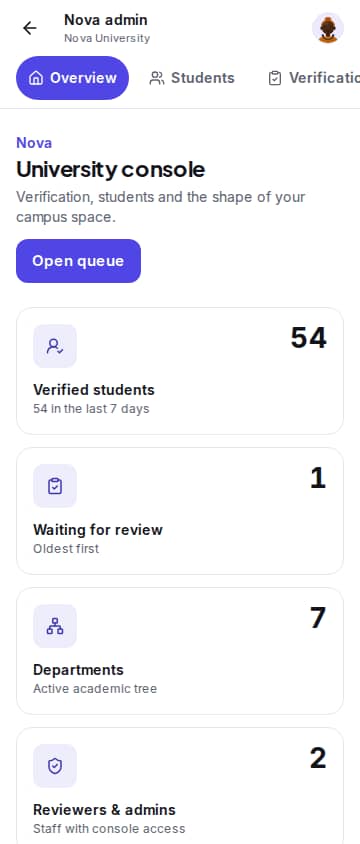 Nova admin
Nova University
Overview
Students
Verificatio
Nova
University console
Verification, students and the shape of your
campus space.
Open queue
54
Verified students
54 in the last 7 days
1
Waiting for review
Oldest first
7
Departments
Active academic tree
2
Reviewers & admins
Staff with console access